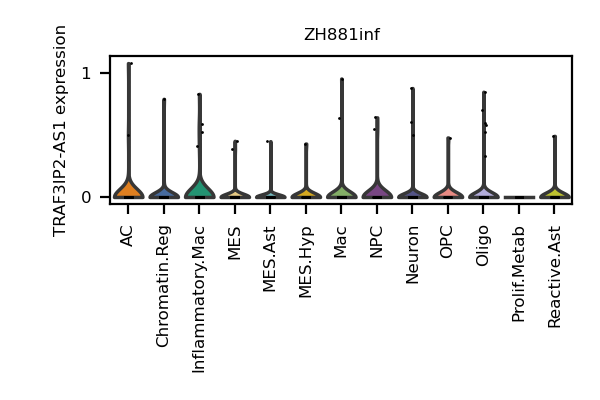 ZH881inf
TRAF3IP2-AS1 expression
1
0
AC
Chromatin.Reg
Inflammatory.Mac
MES
MES.Ast
MES.Hyp
Mac
NPC
Neuron
OPC
Oligo
Prolif.Metab
Reactive.Ast